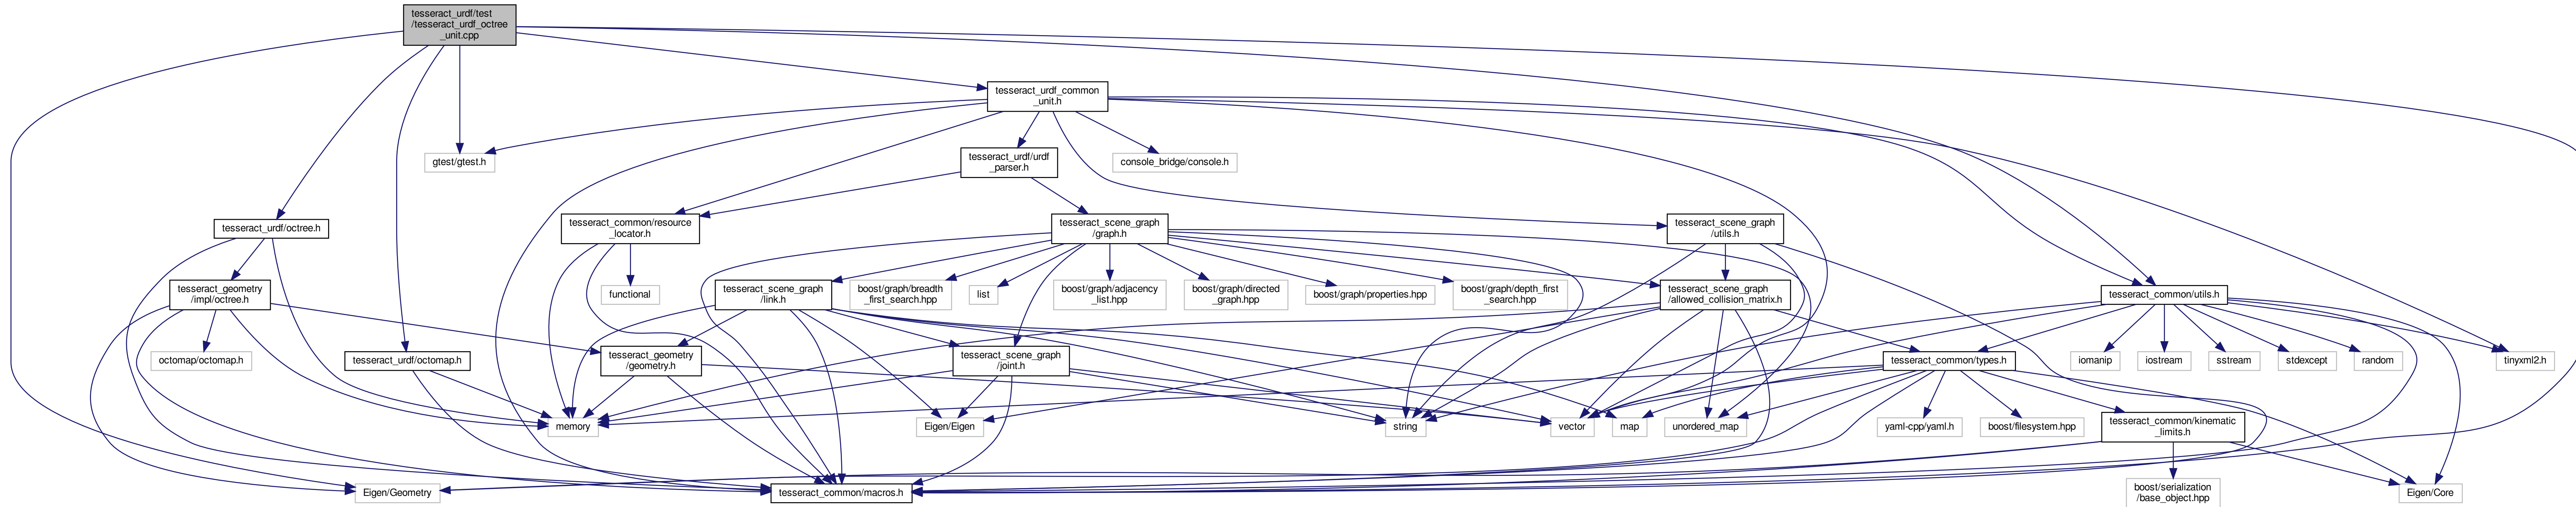 tesseract_urdf/test
/tesseract_urdf_octree
_unit.cpp
tesseract_urdf_common
_unit.h
gtest/gtest.h
tesseract_urdf/urdf
_parser.h
console_bridge/console.h
tesseract_urdf/octree.h
tesseract_common/resource
_locator.h
tesseract_scene_graph
/graph.h
tesseract_scene_graph
/utils.h
tesseract_geometry
/impl/octree.h
functional
tesseract_scene_graph
/link.h
boost/graph/breadth
_first_search.hpp
list
boost/graph/adjacency
_list.hpp
boost/graph/directed
_graph.hpp
boost/graph/properties.hpp
boost/graph/depth_first
_search.hpp
tesseract_scene_graph
/allowed_collision_matrix.h
tesseract_common/utils.h
octomap/octomap.h
tesseract_urdf/octomap.h
tesseract_geometry
/geometry.h
tesseract_scene_graph
/joint.h
tesseract_common/types.h
iomanip
iostream
sstream
stdexcept
random
tinyxml2.h
memory
Eigen/Eigen
string
vector
map
unordered_map
yaml-cpp/yaml.h
boost/filesystem.hpp
tesseract_common/kinematic
_limits.h
Eigen/Geometry
tesseract_common/macros.h
boost/serialization
/base_object.hpp
Eigen/Core